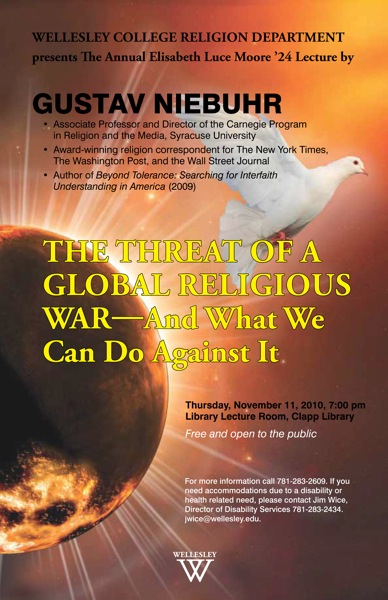 WELLESLEY COLLEGE RELIGION DEPARTMENT
presents The Annual Elisabeth Luce Moore ’24 Lecture by
GUSTAV NIEBUHR
• Associate Professor and Director of the Carnegie Program
in Religion and the Media, Syracuse University
• Award-winning religion correspondent for The New York Times,
The Washington Post, and the Wall Street Journal
• Author of Beyond Tolerance: Searching for Interfaith
Understanding in America (2009)
THE THREAT OF A
GLOBAL RELIGIOUS
WAR—And What We
Can Do Against It
Thursday, November 11, 2010, 7:00 pm
Library Lecture Room, Clapp Library
Free and open to the public
For more information call 781-283-2609. If you
need accommodations due to a disability or
health related need, please contact Jim Wice,
Director of Disability Services 781-283-2434.
jwice@wellesley.edu.
WELLESLEY
W